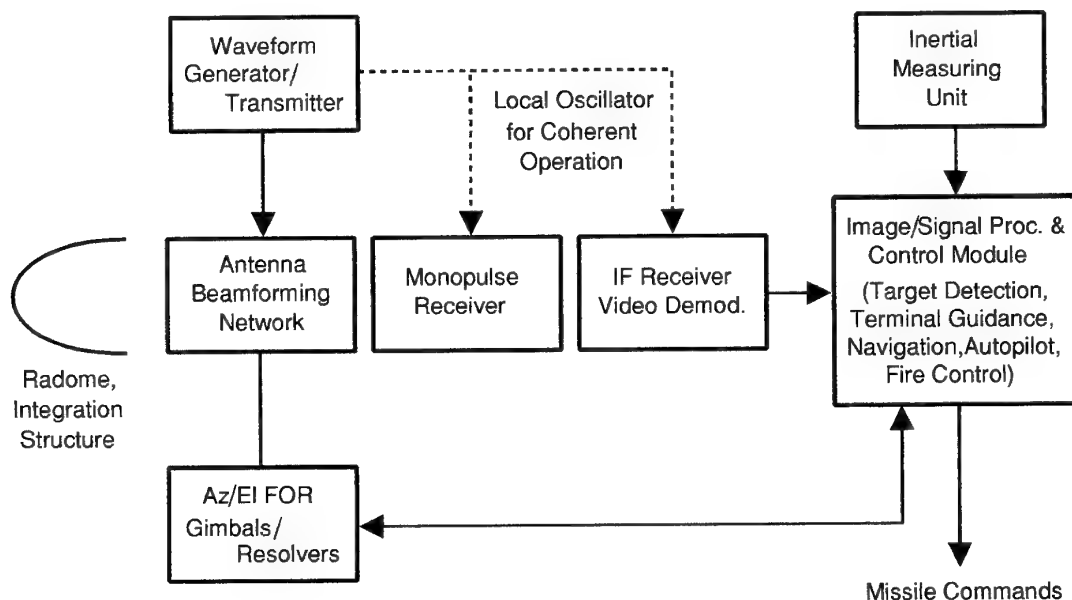 Waveform
Generator/
Transmitter
Local Oscillator
for Coherent
Operation
Inertial
Measuring
Unit
Radome,
Integration
Structure
Antenna
Beamforming
Network
Monopulse
Receiver
IF Receiver
Video Demod.
Image/Signal Proc. &
Control Module
(Target Detection,
Terminal Guidance,
Navigation,Autopilot,
Fire Control)
Az/El FOR
Gimbals/
Resolvers
Missile Commands